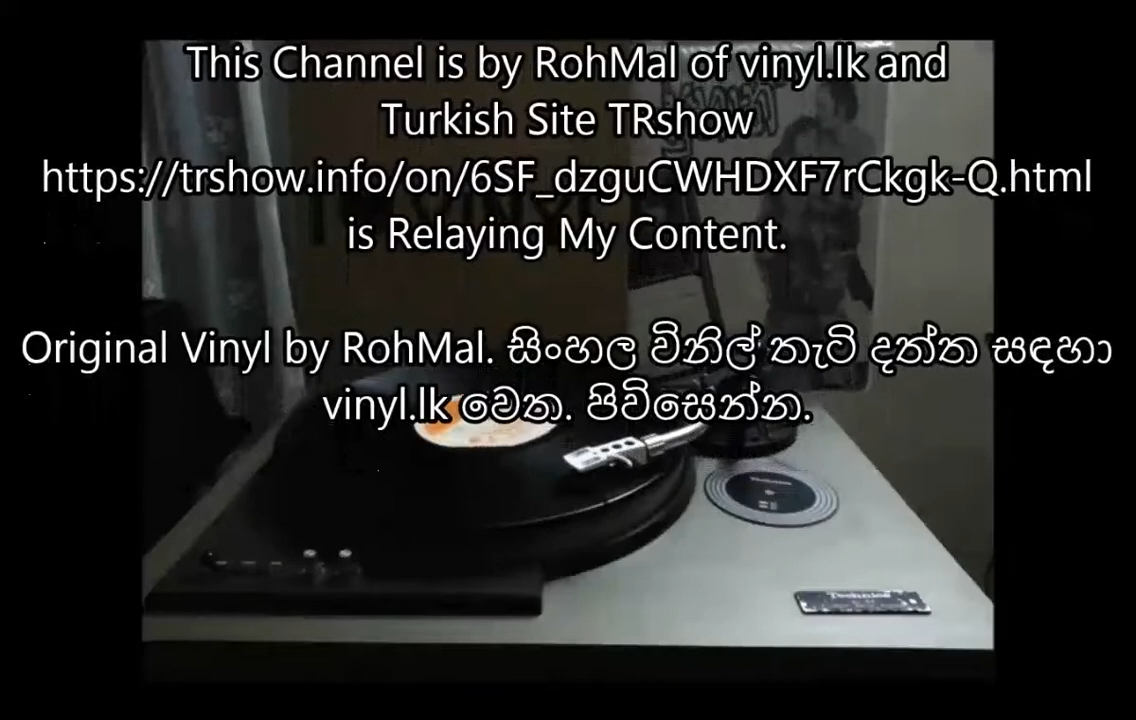 This Channel is by RohMal of vinyl.lk and
Turkish Site TRshow
https://trshow.info/on/6SF_dzguCWHDXF7rCkgk-Q.html
is Relaying My Content.
Original Vinyl by RohMal. සිංහල විනිල් තැටි දත්ත සඳහා
vinyl.lk වෙත. පිවිසෙන්න.
Technics